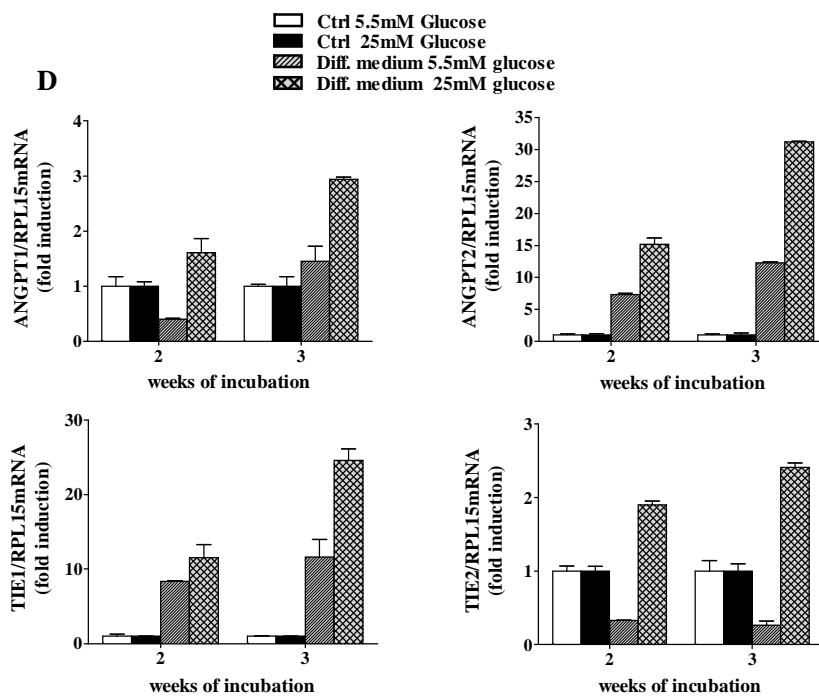 Ctrl 5.5mM Glucose
Ctrl 25mM Glucose
Diff. medium 5.5mM glucose
Diff. medium 25mM glucose
D
ANGPT1/RPL15mRNA
(fold induction)
4
3
2
1
0
2
3
weeks of incubation
ANGPT2/RPL15mRNA
(fold induction)
35
30
25
20
15
10
5
0
2
3
weeks of incubation
TIE1/RPL15mRNA
(fold induction)
30
20
10
0
2
3
weeks of incubation
TIE2/RPL15mRNA
(fold induction)
3
2
1
0
2
3
weeks of incubation